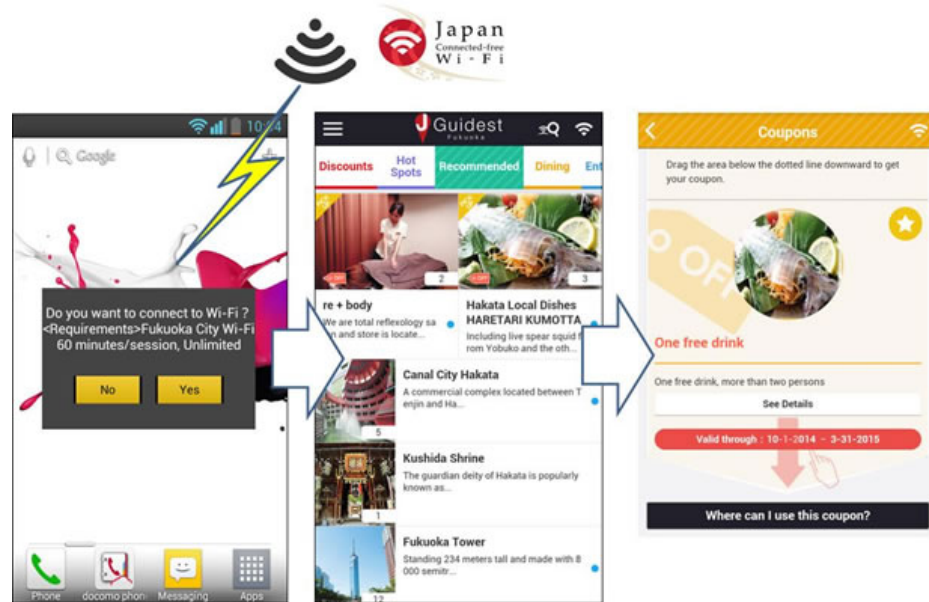 Japan
Connected-free
Wi-Fi
Google
Do you want to connect to Wi-Fi ?
<Requirements>Fukuoka City Wi-Fi
60 minutes/session, Unlimited
No
Yes
Phone
docomo phon
Messaging
Apps
J Guidest
Fukuoka
Discounts
Hot
Spots
Recommended
Dining
Ent
2
3
re + body
We are total reflexology sa
on and store is locate...
Hakata Local Dishes
HARETARI KUMOTTA
Including live spear squid f
rom Yobuko and the oth...
Canal City Hakata
A commercial complex located between T
enjin and Ha...
5
Kushida Shrine
The guardian deity of Hakata is popularly
known as...
1
Fukuoka Tower
Standing 234 meters tall and made with 8
000 semitr...
12
Coupons
Drag the area below the dotted line downward to get
your coupon.
OFF
One free drink
One free drink, more than two persons
See Details
Valid through : 10-1-2014 - 3-31-2015
Where can I use this coupon?